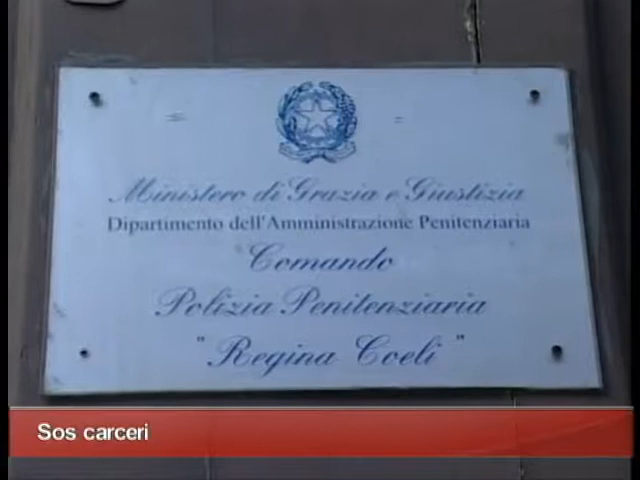 Ministero di Grazia e Giustizia
Dipartimento dell'Amministrazione Penitenziaria
Comando
Polizia Penitenziaria
"Regina Coeli"
Sos carceri